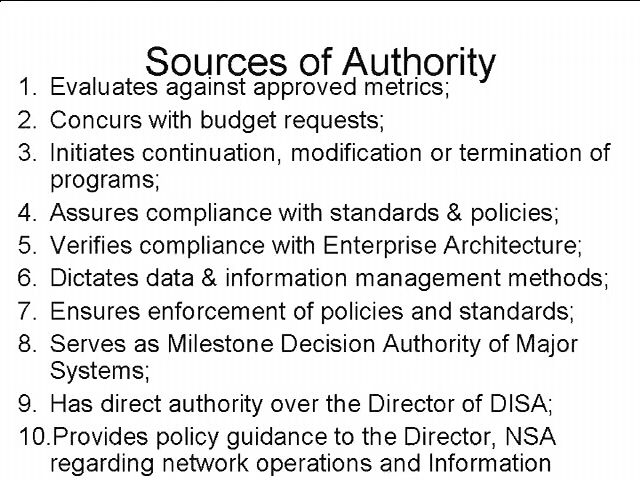 Sources of Authority
1. Evaluates against approved metrics;
2. Concurs with budget requests;
3. Initiates continuation, modification or termination of
programs;
4. Assures compliance with standards & policies;
5. Verifies compliance with Enterprise Architecture;
6. Dictates data & information management methods;
7. Ensures enforcement of policies and standards;
8. Serves as Milestone Decision Authority of Major
Systems;
9. Has direct authority over the Director of DISA;
10.Provides policy guidance to the Director, NSA
regarding network operations and Information